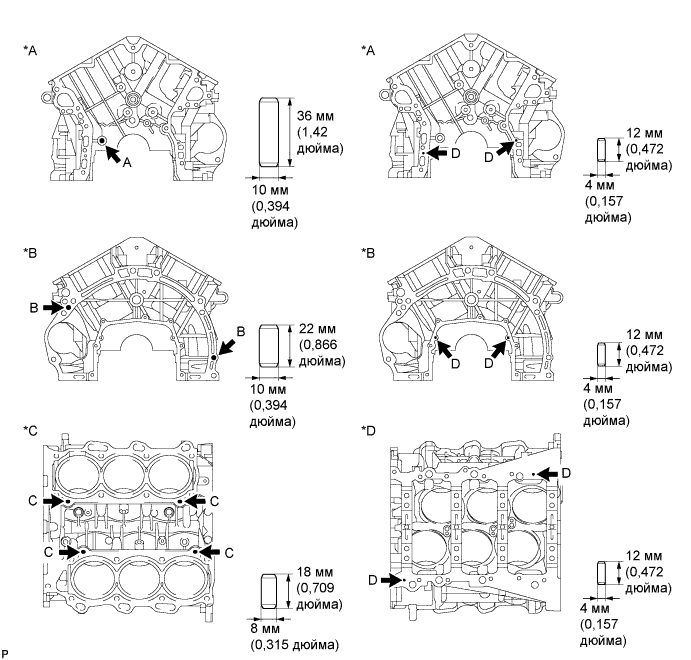 *A
36 мм
(1,42
дюйма)
A
10 мм
(0,394
дюйма)
*A
12 мм
(0,472
дюйма)
D
D
4 мм
(0,157
дюйма)
*B
B
B
22 мм
(0,866
дюйма)
10 мм
(0,394
дюйма)
*B
12 мм
(0,472
дюйма)
D
D
4 мм
(0,157
дюйма)
*C
C
C
C
C
18 мм
(0,709
дюйма)
8 мм
(0,315 дюйма)
*D
D
D
12 мм
(0,472
дюйма)
4 мм
(0,157
дюйма)
P